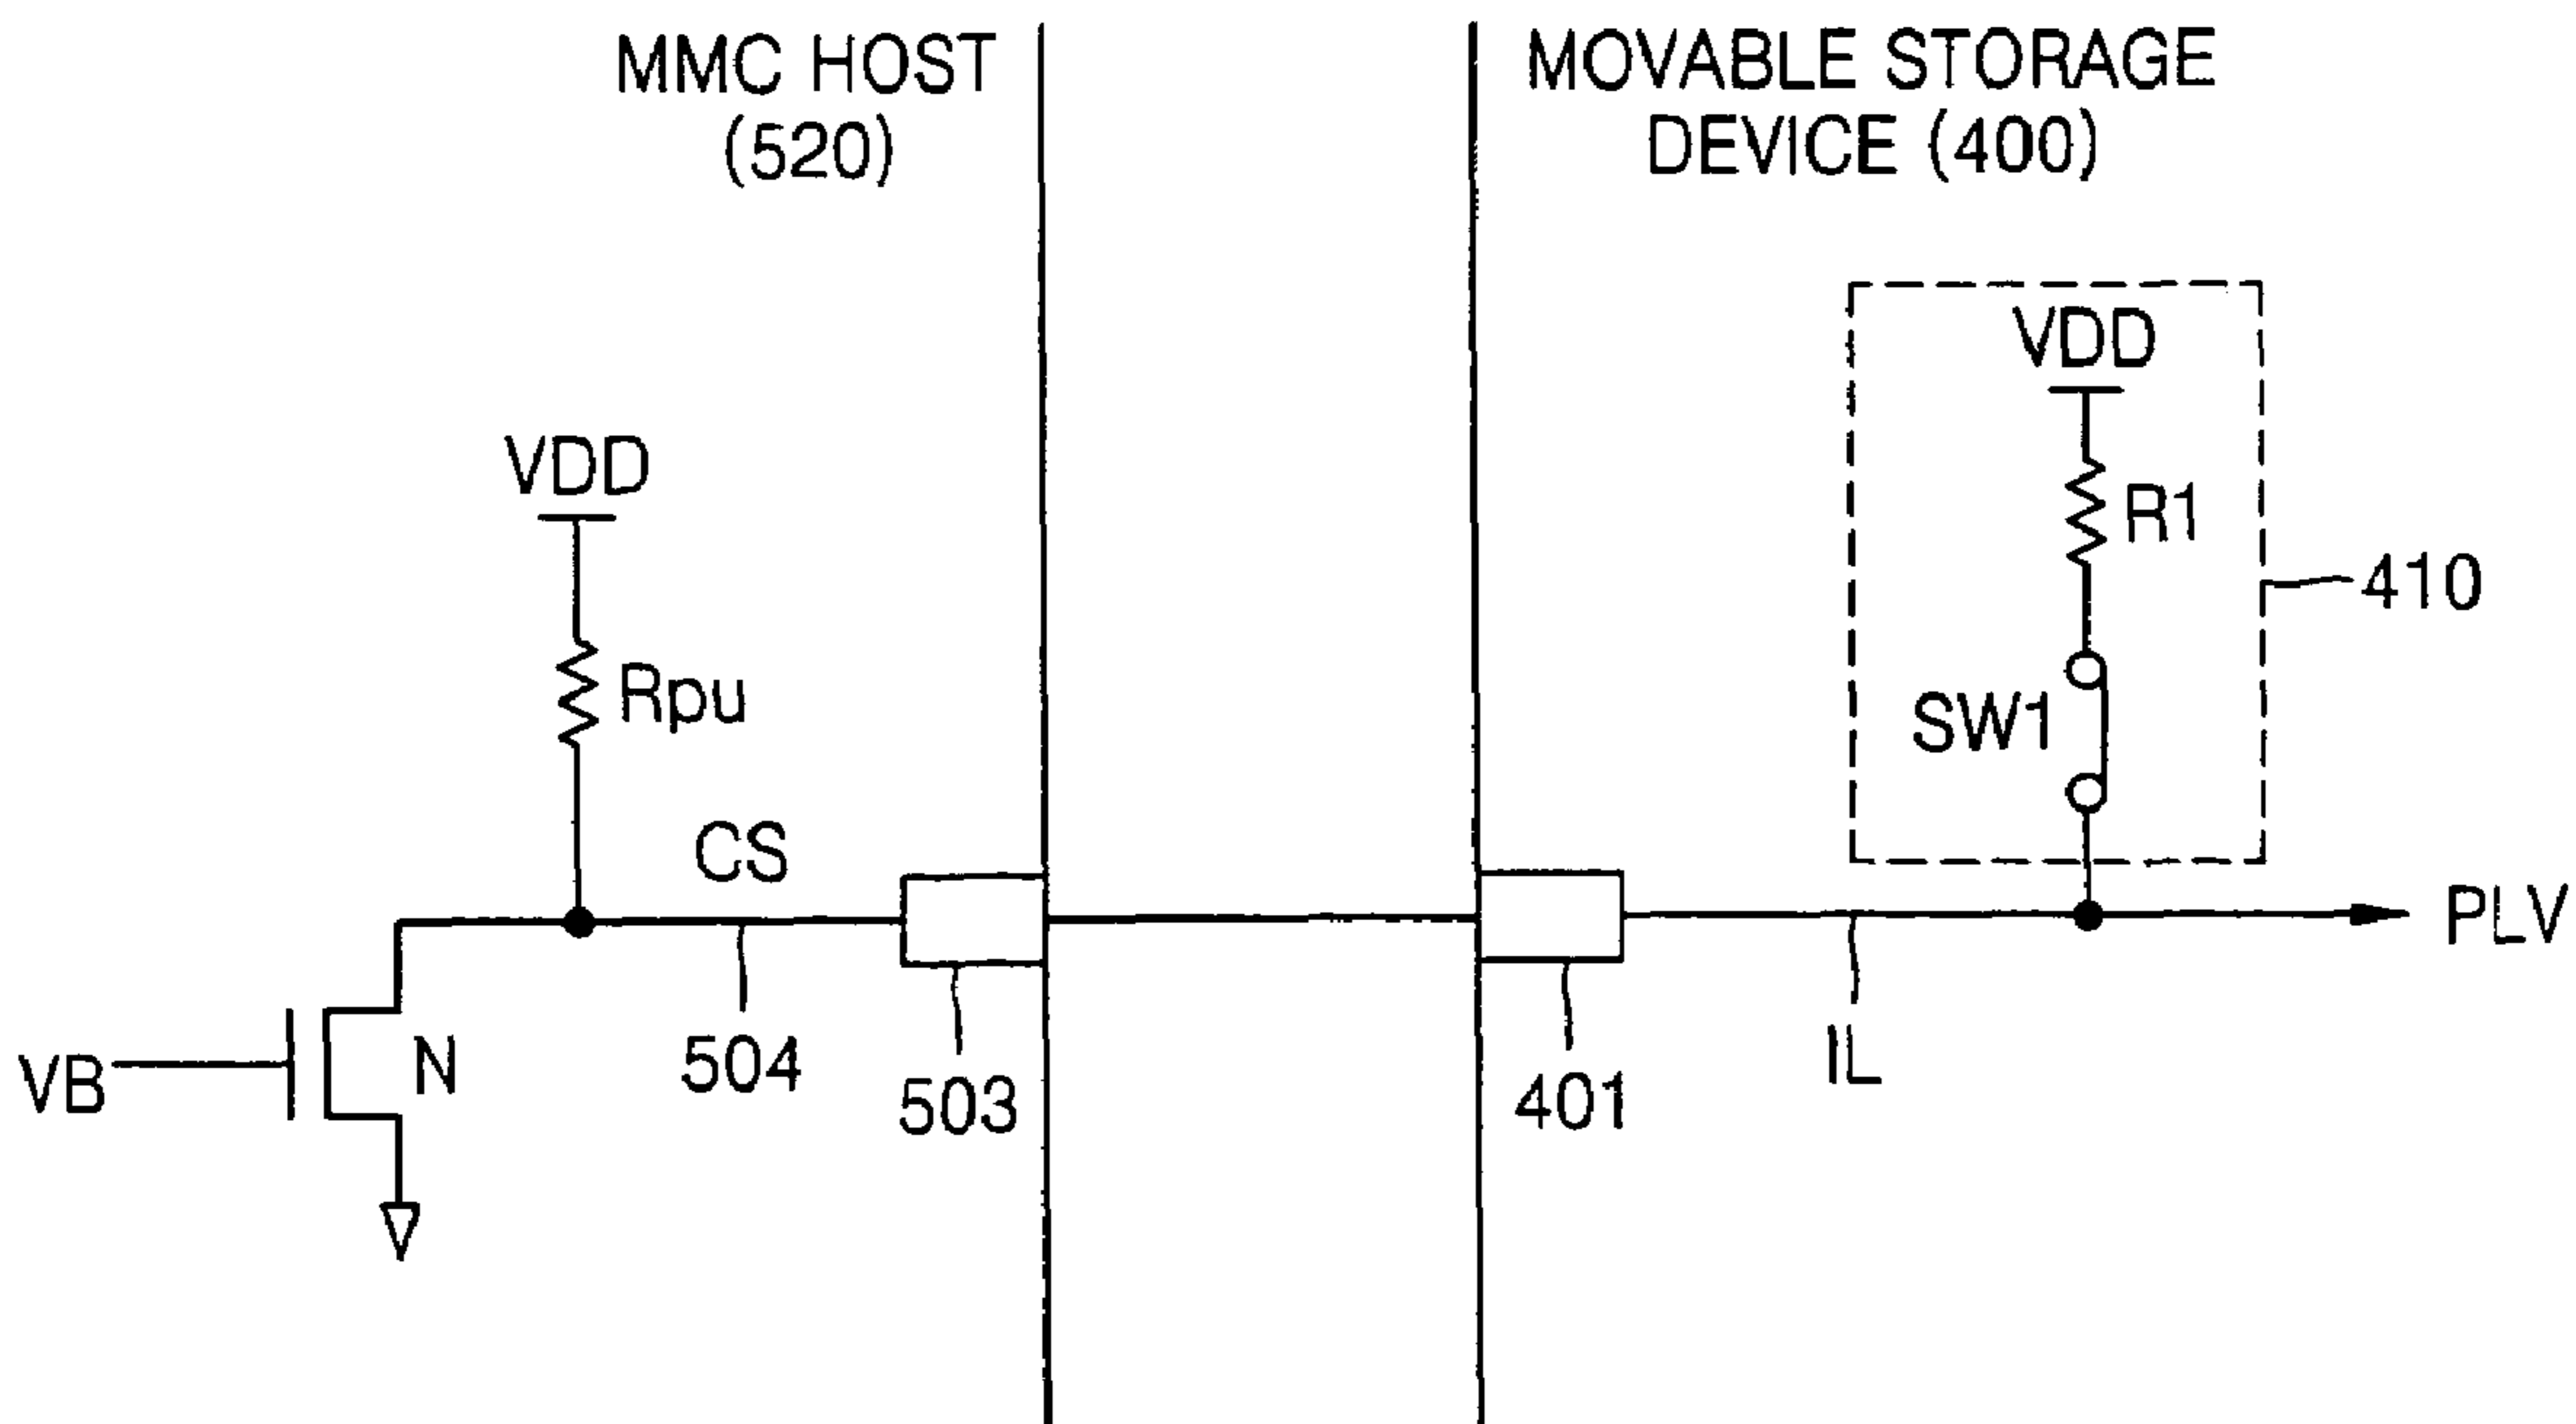 MMC HOST
(520)
MOVABLE STORAGE
DEVICE (400)
VDD
R1
410
SW1
VDD
Rpu
CS
PLV
VB
N
504
503
401
IL